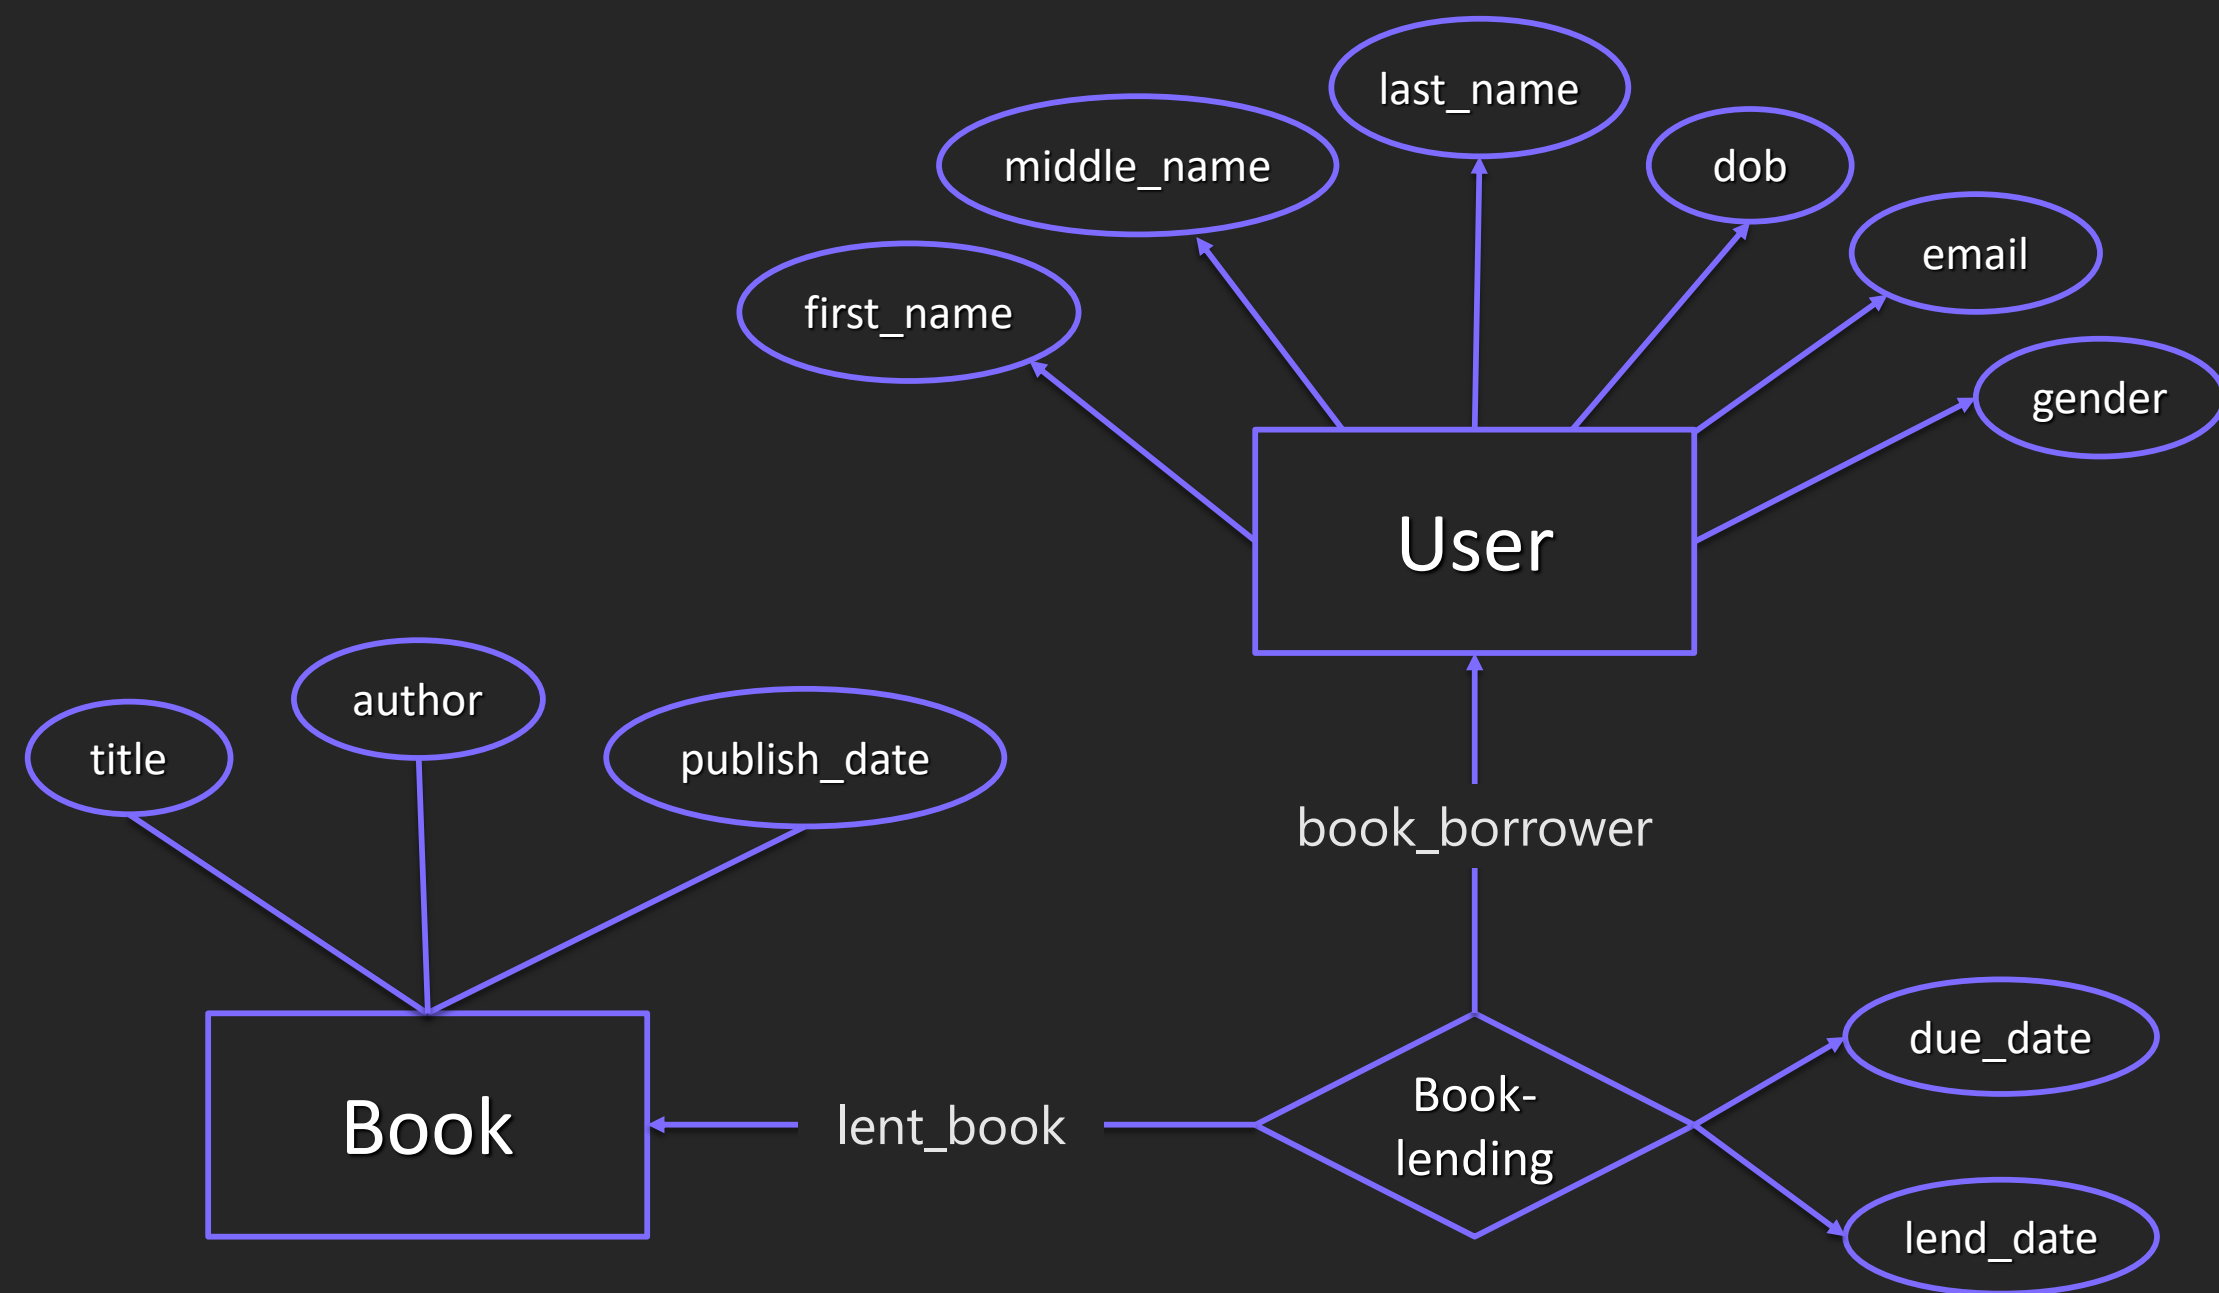 last_name
middle_name
dob
email
first_name
gender
User
author
title
publish_date
book_borrower
due_date
Book-
lending
Book
lent_book
lend_date